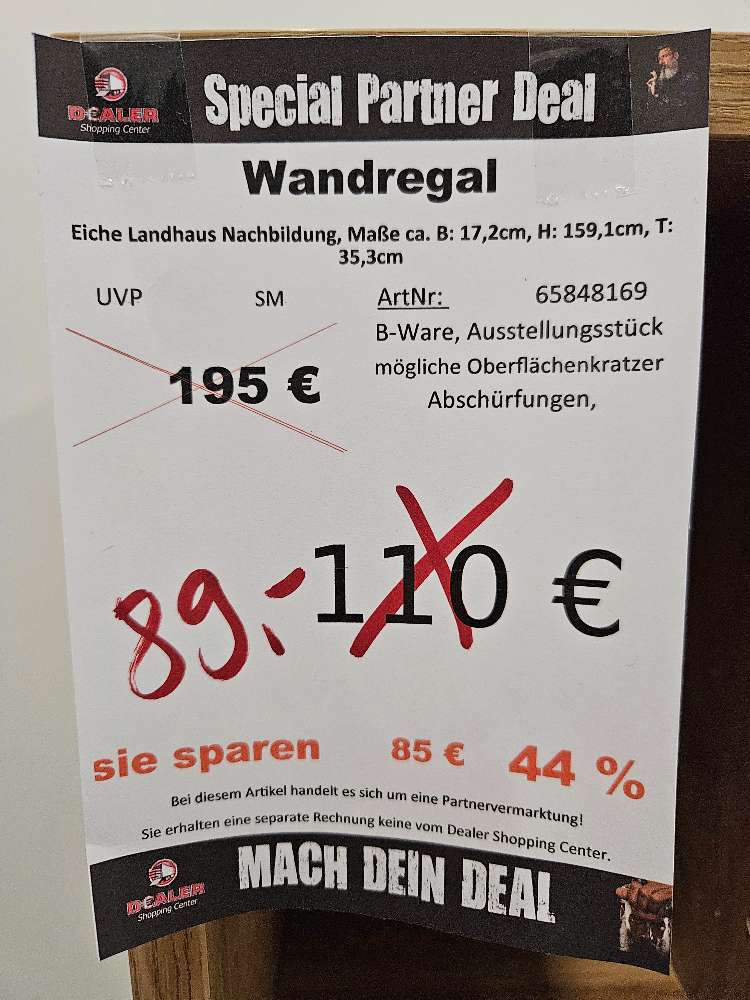 DEALER
Shopping Center
Special Partner Deal
Wandregal
Eiche Landhaus Nachbildung, Maße ca. B: 17,2cm, H: 159,1cm, T:
35,3cm
UVP SM ArtNr: 65848169
B-Ware, Ausstellungsstück
195 € mögliche Oberflächenkratzer
Abschürfungen,
89,- 110 €
sie sparen 85 € 44 %
Bei diesem Artikel handelt es sich um eine Partnervermarktung!
Sie erhalten eine separate Rechnung keine vom Dealer Shopping Center.
DEALER
Shopping Center
MACH DEIN DEAL